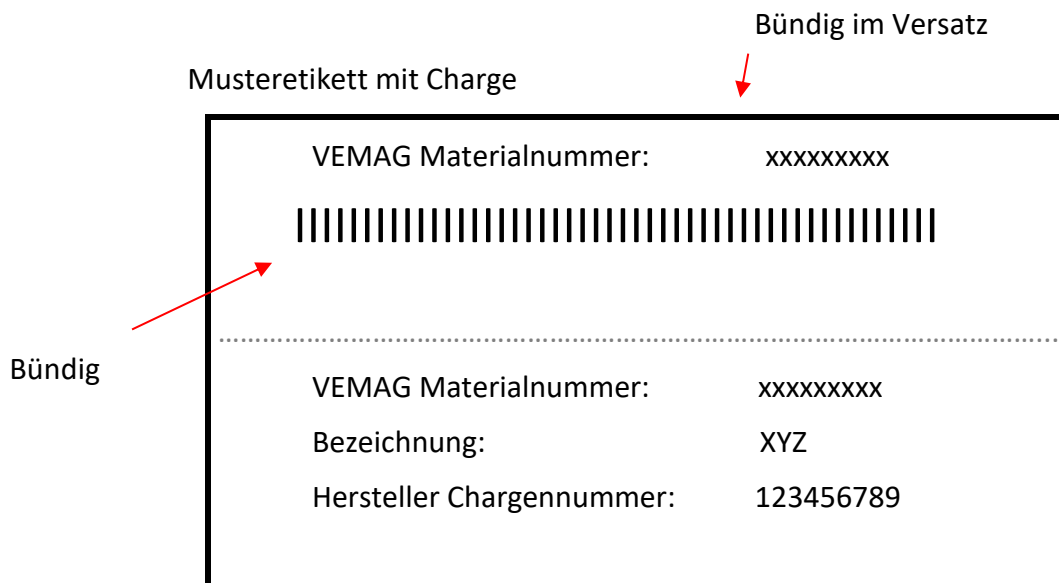 Bündig im Versatz
Musteretikett mit Charge
VEMAG Materialnummer: xxxxxxxxx
Bündig
VEMAG Materialnummer: xxxxxxxxx
Bezeichnung: XYZ
Hersteller Chargennummer: 123456789